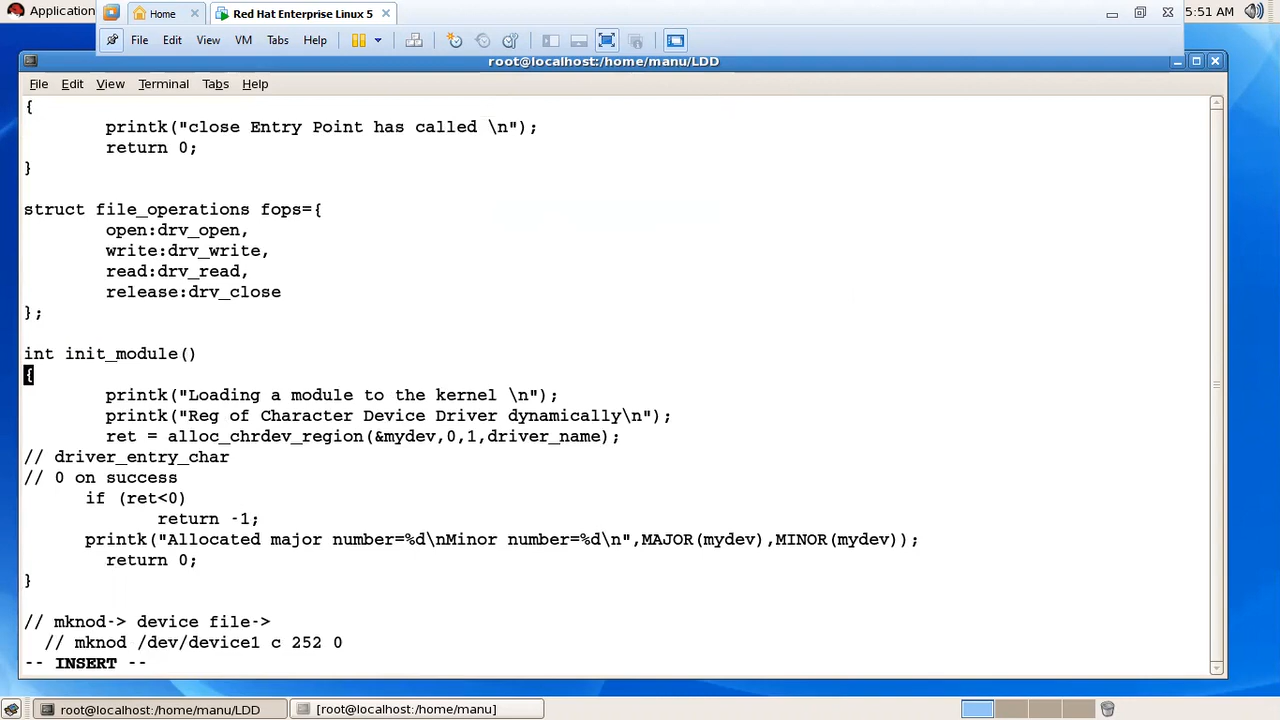 Application
Home
Red Hat Enterprise Linux 5
5:51 AM
File Edit View VM Tabs Help
root@localhost:/home/manu/LDD
File Edit View Terminal Tabs Help
{
printk("close Entry Point has called \n");
return 0;
}
struct file_operations fops={
open:drv_open,
write:drv_write,
read:drv_read,
release:drv_close
};
int init_module()
{
printk("Loading a module to the kernel \n");
printk("Reg of Character Device Driver dynamically\n");
ret = alloc_chrdev_region(&mydev,0,1,driver_name);
// driver_entry_char
// 0 on success
if (ret<0)
return -1;
printk("Allocated major number=%d\nMinor number=%d\n",MAJOR(mydev),MINOR(mydev));
return 0;
}
// mknod-> device file->
// mknod /dev/device1 c 252 0
-- INSERT --
root@localhost:/home/manu/LDD
[root@localhost:/home/manu]